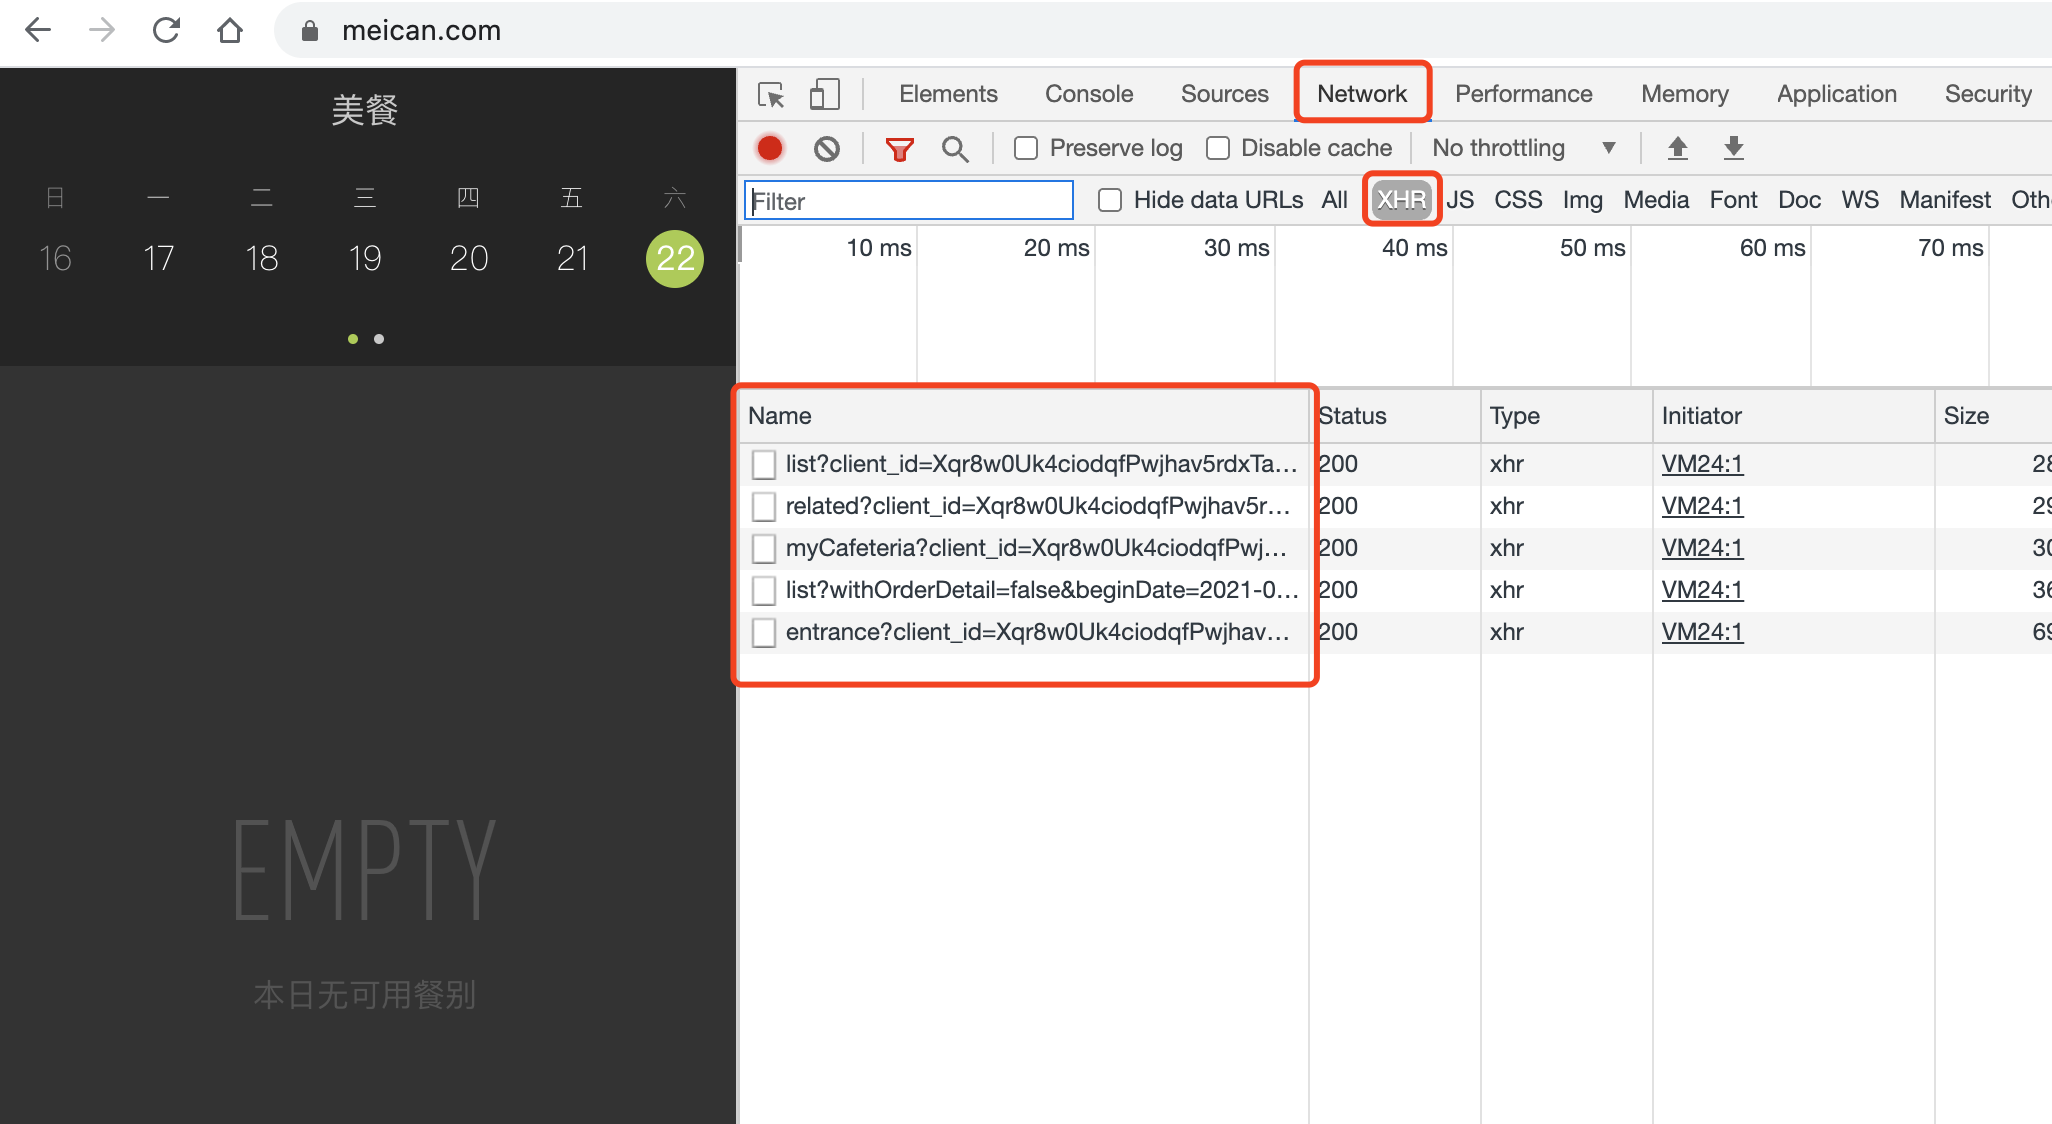 meican.com
美餐
日 一 二 三 四 五 六
16 17 18 19 20 21 22
EMPTY
本日无可用餐别
Elements Console Sources Network Performance Memory Application Security
Preserve log Disable cache No throttling
Filter Hide data URLs All XHR JS CSS Img Media Font Doc WS Manifest Oth
10 ms 20 ms 30 ms 40 ms 50 ms 60 ms 70 ms
Name Status Type Initiator Size
list?client_id=Xqr8w0Uk4ciodqfPwjhav5rdxTa… 200 xhr VM24:1 28
related?client_id=Xqr8w0Uk4ciodqfPwjhav5r… 200 xhr VM24:1 29
myCafeteria?client_id=Xqr8w0Uk4ciodqfPwj… 200 xhr VM24:1 30
list?withOrderDetail=false&beginDate=2021-0… 200 xhr VM24:1 36
entrance?client_id=Xqr8w0Uk4ciodqfPwjhav… 200 xhr VM24:1 69